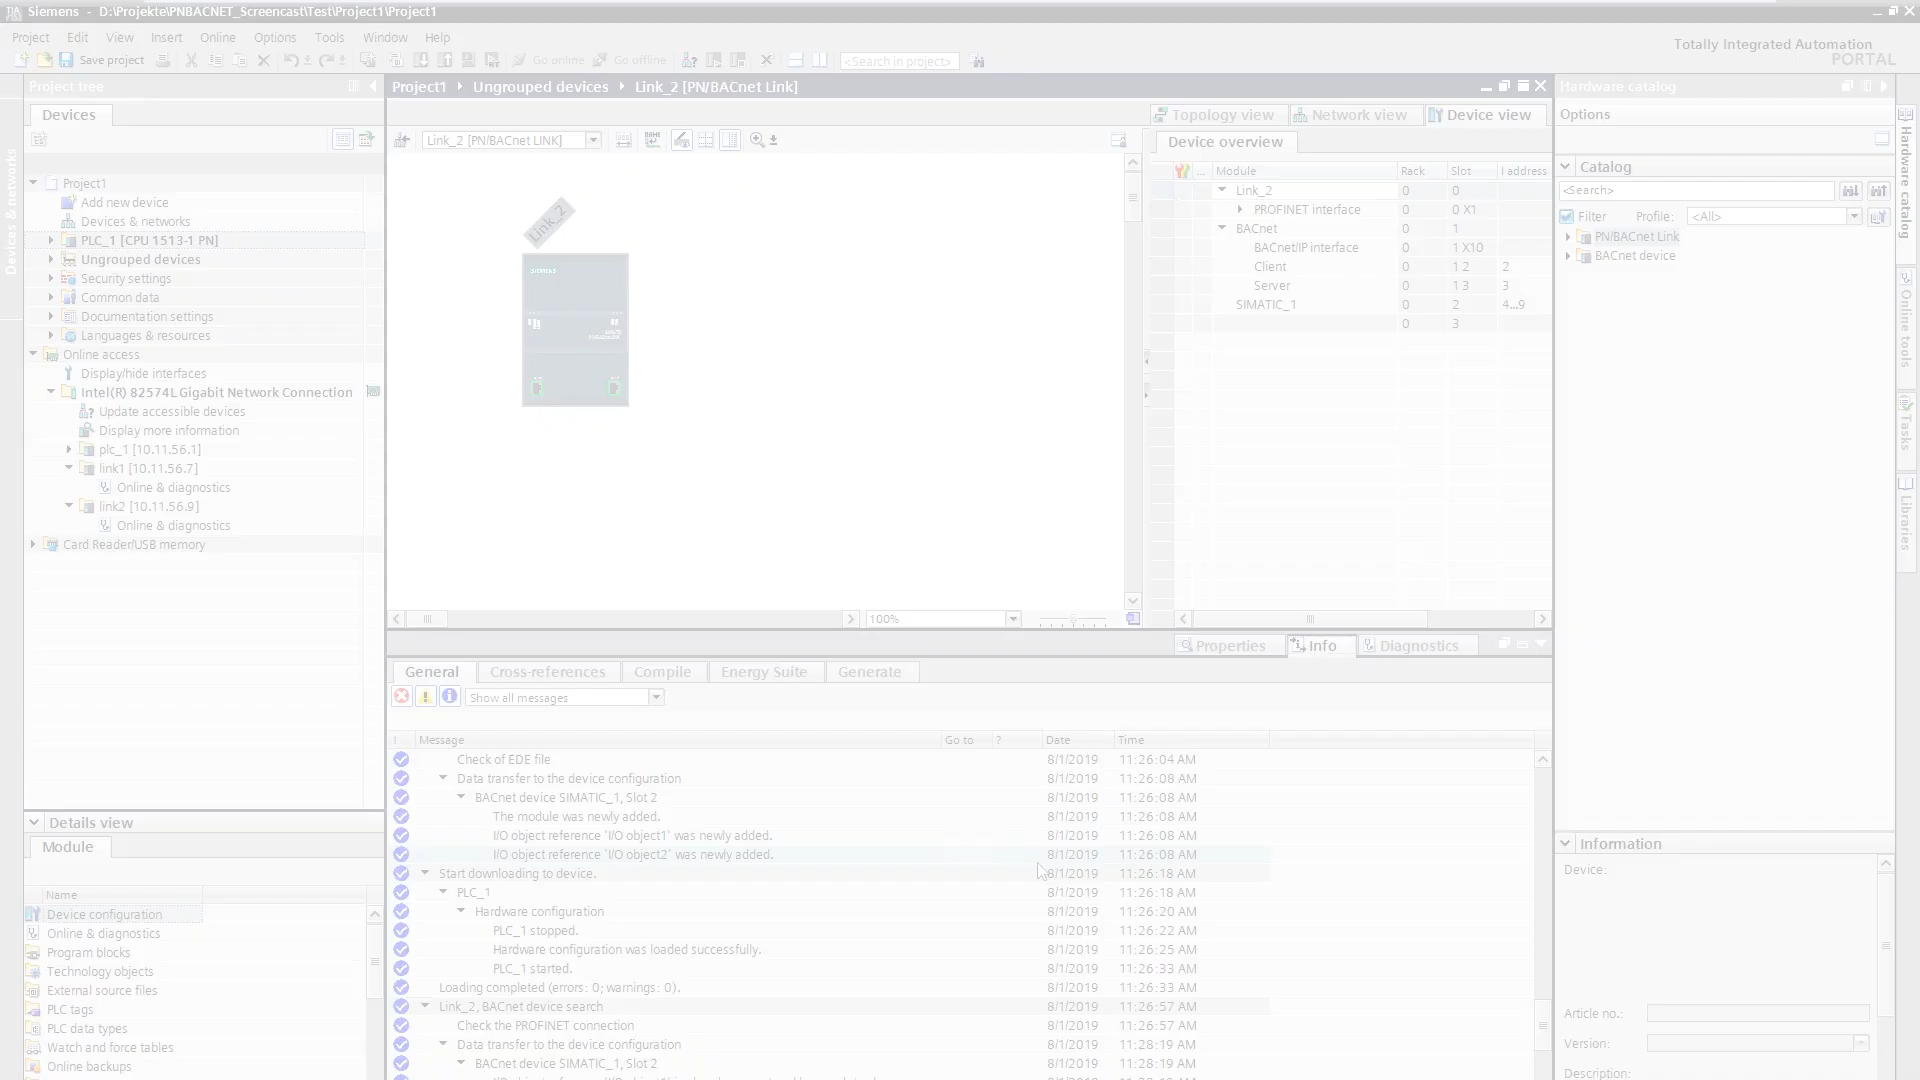 Siemens - D:\Projekte\PNBACNET_Screencast\Test\Project1\Project1
Project Edit View Insert Online Options Tools Window Help
Totally Integrated Automation
PORTAL
Save project
Go online
Go offline
<Search in project>
Project tree
Devices
Devices & networks
Project1
Add new device
Devices & networks
PLC_1 [CPU 1513-1 PN]
Ungrouped devices
Security settings
Common data
Documentation settings
Languages & resources
Online access
Display/hide interfaces
Intel(R) 82574L Gigabit Network Connection
Update accessible devices
Display more information
plc_1 [10.11.56.1]
link1 [10.11.56.7]
Online & diagnostics
link2 [10.11.56.9]
Online & diagnostics
Card Reader/USB memory
Details view
Module
Name
Device configuration
Online & diagnostics
Program blocks
Technology objects
External source files
PLC tags
PLC data types
Watch and force tables
Online backups
Project1 Ungrouped devices Link_2 [PN/BACnet Link]
Topology view Network view Device view
Link_2 [PN/BACnet LINK]
Link_2
SIEMENS
100%
Device overview
... Module Rack Slot I address
Link_2 0 0
PROFINET interface 0 0 X1
BACnet 0 1
BACnet/IP interface 0 1 X10
Client 0 1 2 2
Server 0 1 3 3
SIMATIC_1 0 2 4...9
0 3
Properties Info Diagnostics
General Cross-references Compile Energy Suite Generate
Show all messages
! Message Go to ? Date Time
Check of EDE file 8/1/2019 11:26:04 AM
Data transfer to the device configuration 8/1/2019 11:26:08 AM
BACnet device SIMATIC_1, Slot 2 8/1/2019 11:26:08 AM
The module was newly added. 8/1/2019 11:26:08 AM
I/O object reference 'I/O object1' was newly added. 8/1/2019 11:26:08 AM
I/O object reference 'I/O object2' was newly added. 8/1/2019 11:26:08 AM
Start downloading to device. 8/1/2019 11:26:18 AM
PLC_1 8/1/2019 11:26:18 AM
Hardware configuration 8/1/2019 11:26:20 AM
PLC_1 stopped. 8/1/2019 11:26:22 AM
Hardware configuration was loaded successfully. 8/1/2019 11:26:25 AM
PLC_1 started. 8/1/2019 11:26:33 AM
Loading completed (errors: 0; warnings: 0). 8/1/2019 11:26:33 AM
Link_2, BACnet device search 8/1/2019 11:26:57 AM
Check the PROFINET connection 8/1/2019 11:26:57 AM
Data transfer to the device configuration 8/1/2019 11:28:19 AM
BACnet device SIMATIC_1, Slot 2 8/1/2019 11:28:19 AM
Hardware catalog
Options
Catalog
<Search>
Filter Profile: <All>
PN/BACnet Link
BACnet device
Information
Device:
Article no.:
Version:
Description:
Hardware catalog
Online tools
Tasks
Libraries